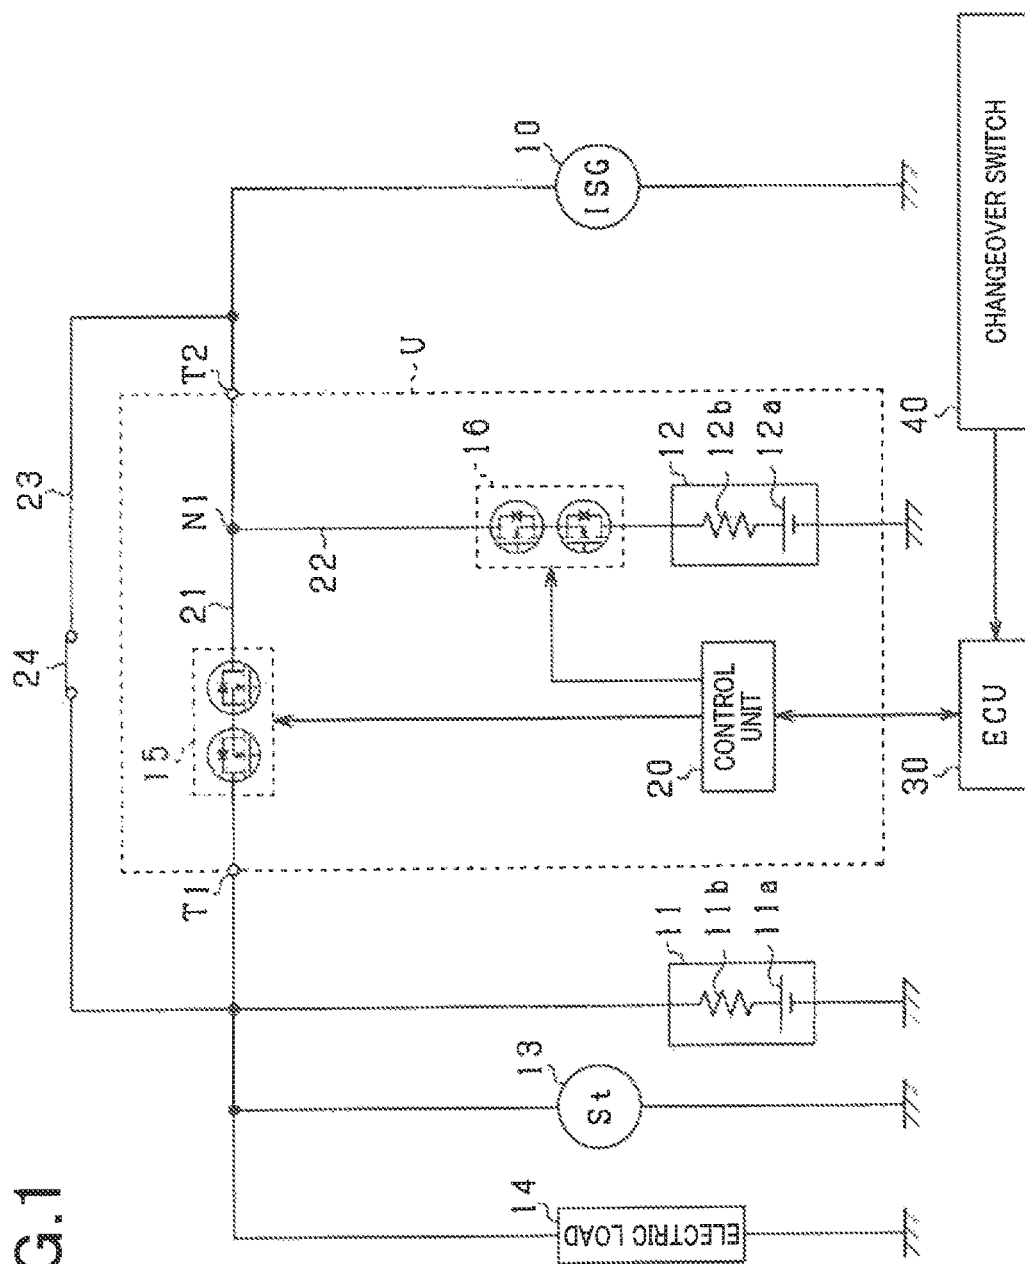 G.1
23
24
T2
U
N1
21
15
T1
22
16
10
ISG
12
12b
12a
20
CONTROL
UNIT
11
11b
11a
13
St
14
ELECTRIC LOAD
30
ECU
40
CHANGEOVER SWITCH